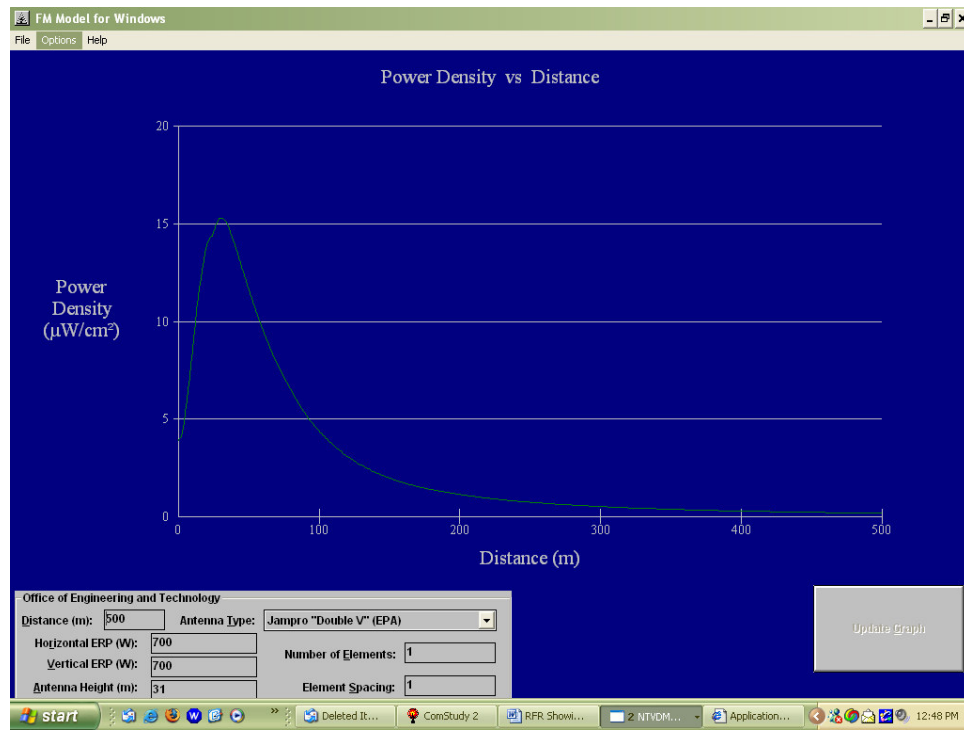 FM Model for Windows
File Options Help
Power Density vs Distance
20
15
Power
Density
(µW/cm²)
10
5
0
0 100 200 300 400 500
Distance (m)
Office of Engineering and Technology
Distance (m): 500 Antenna Type: Jampro "Double V" (EPA)
Horizontal ERP (W): 700
Number of Elements: 1
Vertical ERP (W): 700
Antenna Height (m): 31 Element Spacing: 1
Update Graph
start » Deleted It... ComStudy 2 RFR Showi... 2 NTVDM... Application... 12:48 PM